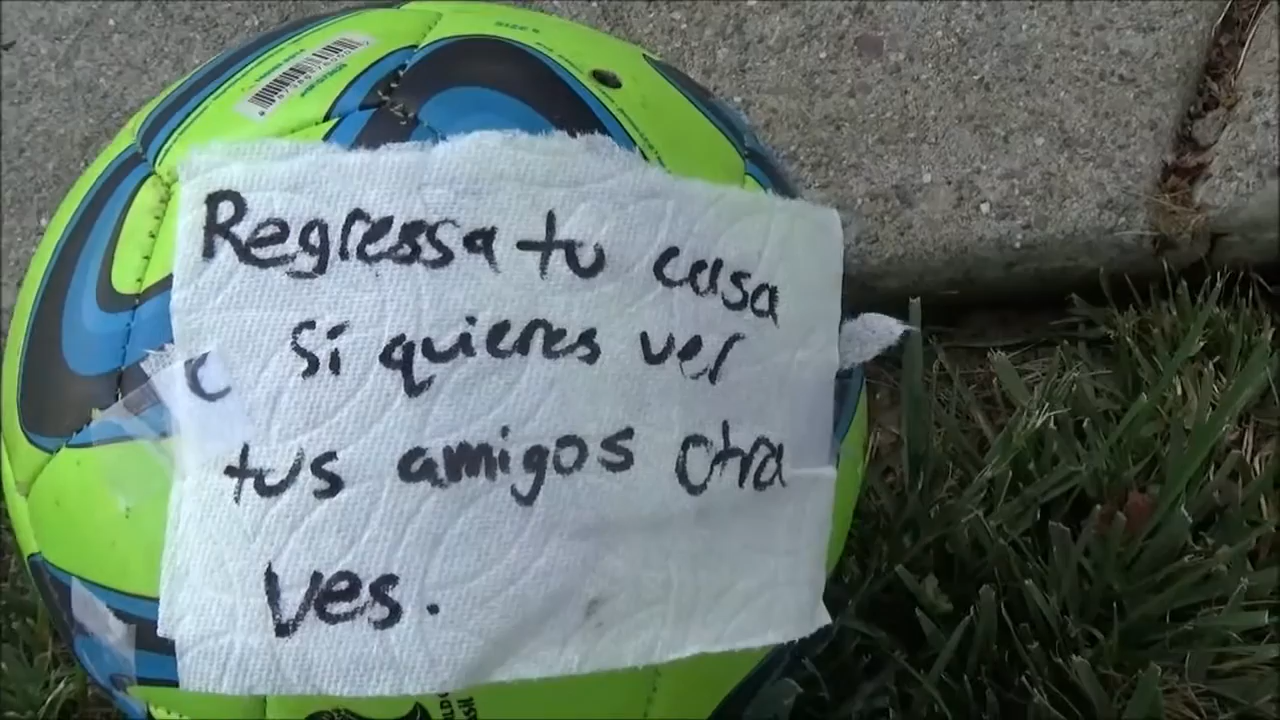 Regressa tu casa
Si quieres ver
tus amigos otra
Ves.